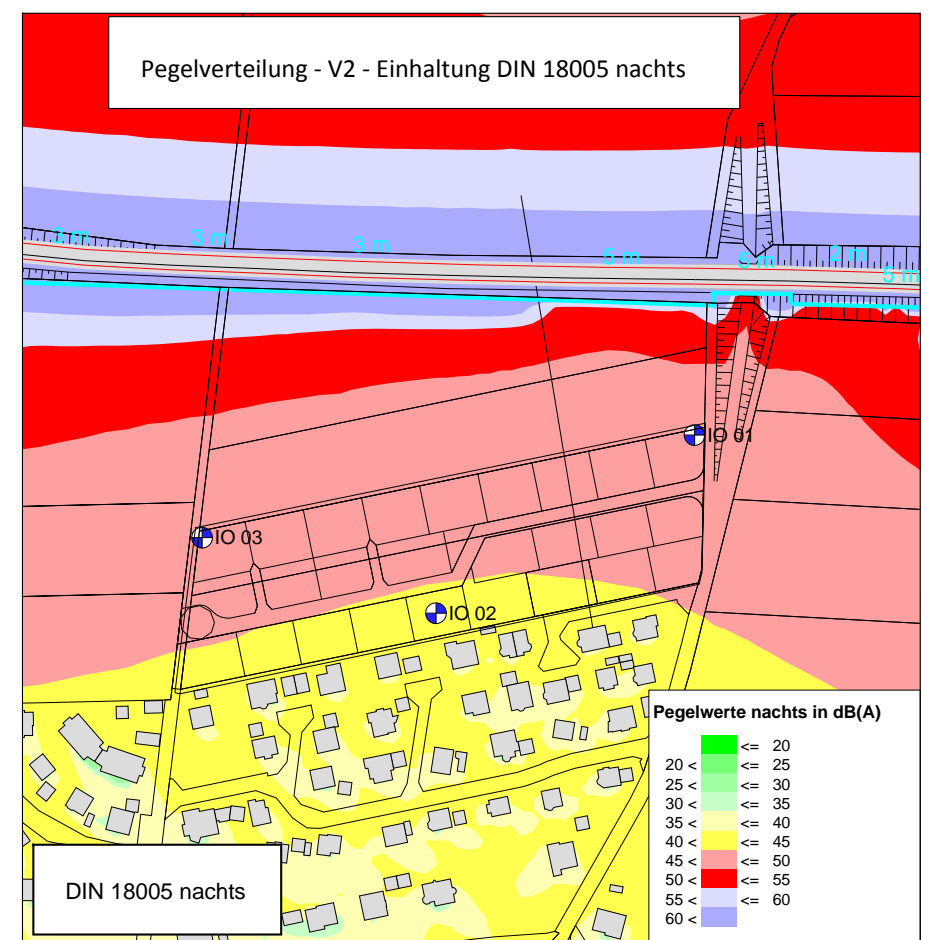 Pegelverteilung - V2 - Einhaltung DIN 18005 nachts
3 m
3 m
3 m
5 m
5 m
2 m
5 m
IO 01
IO 03
IO 02
Pegelwerte nachts in dB(A)
<= 20
20 < <= 25
25 < <= 30
30 < <= 35
35 < <= 40
40 < <= 45
45 < <= 50
50 < <= 55
55 < <= 60
60 <
DIN 18005 nachts